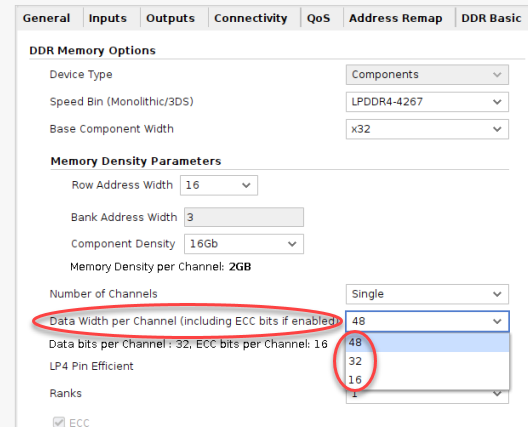 General Inputs Outputs Connectivity QoS Address Remap DDR Basic
DDR Memory Options
Device Type Components
Speed Bin (Monolithic/3DS) LPDDR4-4267
Base Component Width x32
Memory Density Parameters
Row Address Width 16
Bank Address Width 3
Component Density 16Gb
Memory Density per Channel: 2GB
Number of Channels Single
Data Width per Channel (including ECC bits if enabled) 48
Data bits per Channel : 32, ECC bits per Channel: 16 48
32
LP4 Pin Efficient
16
Ranks 1
ECC